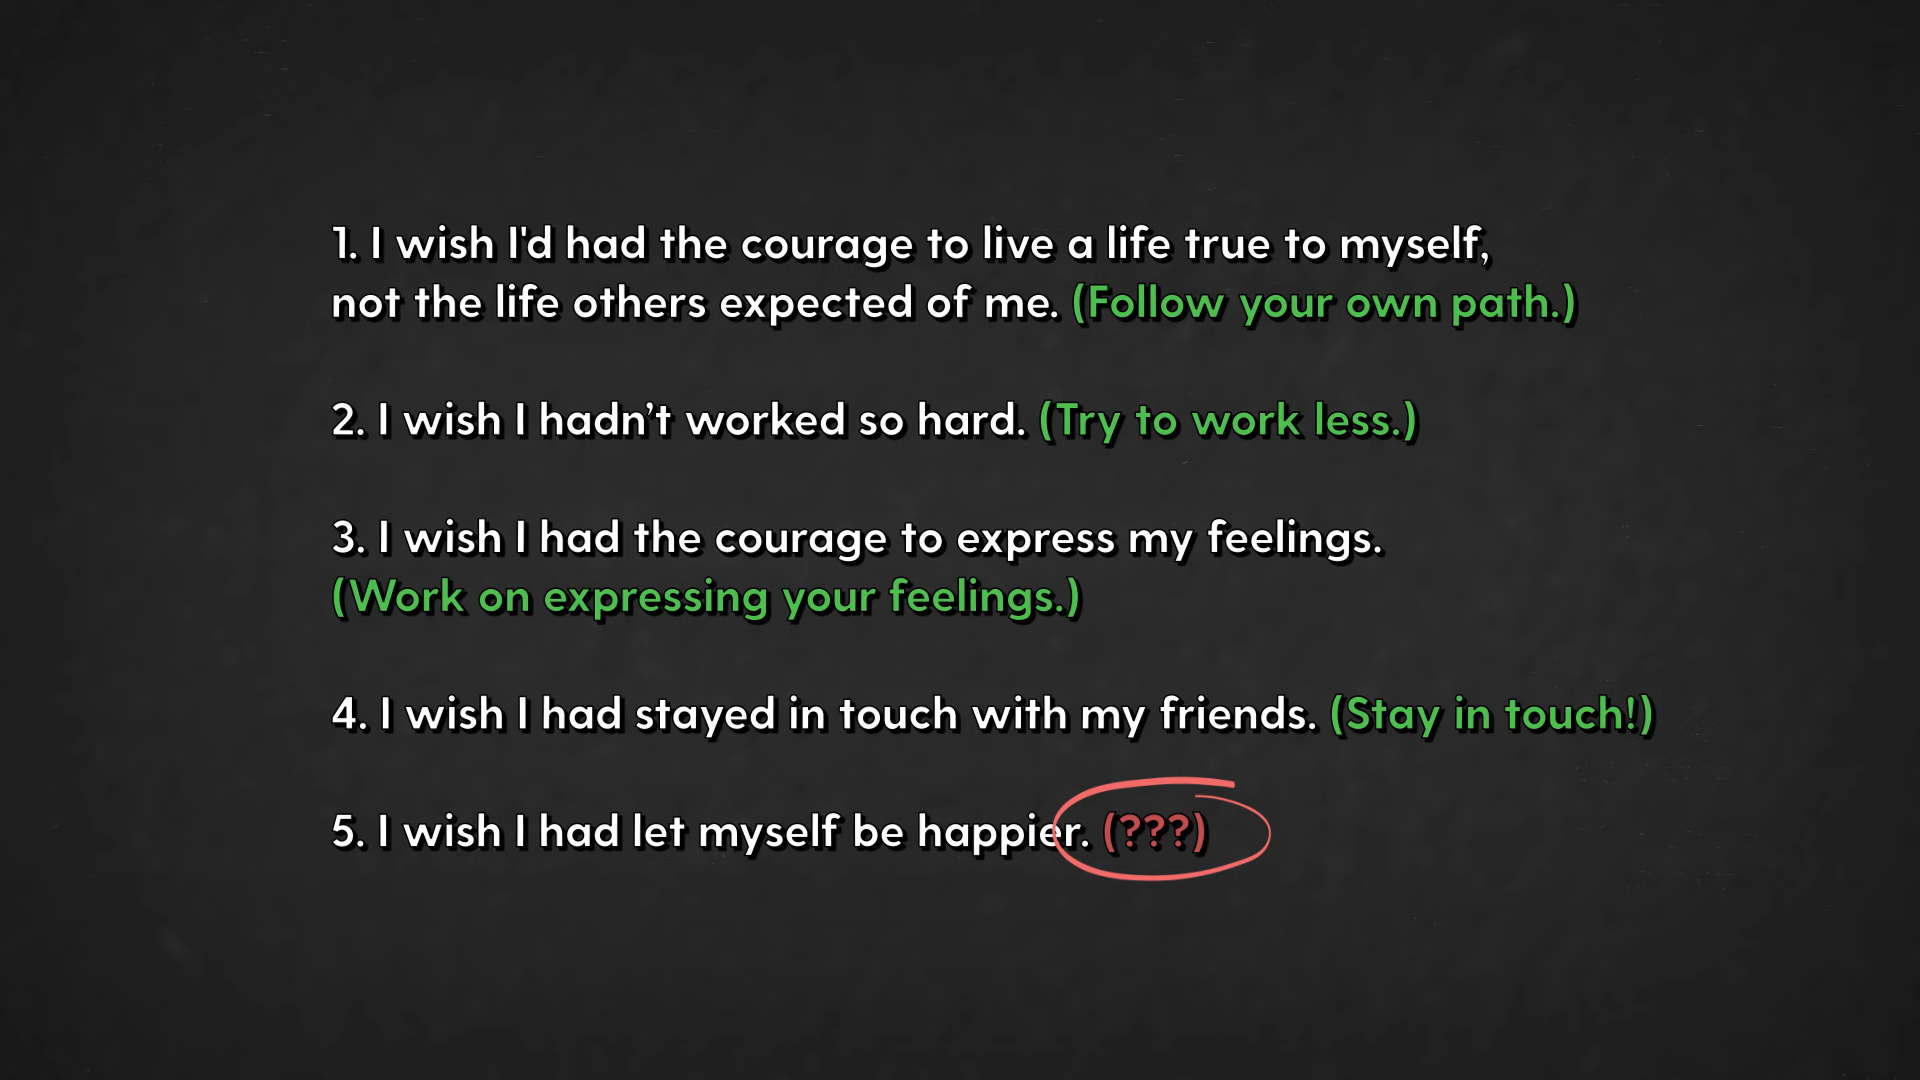 1. I wish I'd had the courage to live a life true to myself,
not the life others expected of me. (Follow your own path.)
2. I wish I hadn’t worked so hard. (Try to work less.)
3. I wish I had the courage to express my feelings.
(Work on expressing your feelings.)
4. I wish I had stayed in touch with my friends. (Stay in touch!)
5. I wish I had let myself be happier. (???)